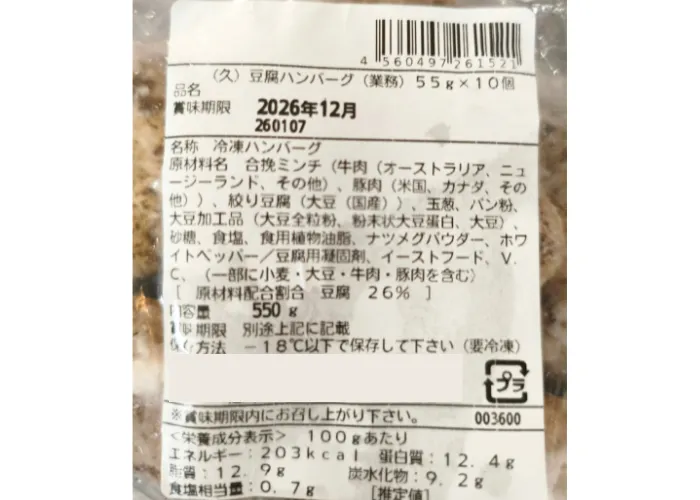 4 560497 261521
(久)豆腐ハンバーグ(業務)55g×10個
品名
賞味期限 2026年12月
260107
名称 冷凍ハンバーグ
原材料名 合挽ミンチ(牛肉(オーストラリア、ニュ
ージーランド、その他)、豚肉(米国、カナダ、その
他))、絞り豆腐(大豆(国産))、玉葱、パン粉、
大豆加工品(大豆全粒粉、粉末状大豆蛋白、大豆)、
砂糖、食塩、食用植物油脂、ナツメグパウダー、ホワ
イトペッパー/豆腐用凝固剤、イーストフード、V.
C、(一部に小麦・大豆・牛肉・豚肉を含む)
[ 原材料配合割合 豆腐 26% ]
内容量 550g
賞味期限 別途上記に記載
保存方法 -18℃以下で保存して下さい(要冷凍)
プラ
※賞味期限内にお召し上がり下さい。 003600
<栄養成分表示> 100gあたり
エネルギー:203kcal 蛋白質:12.4g
脂質:12.9g 炭水化物:9.2g
食塩相当量:0.7g [推定値]